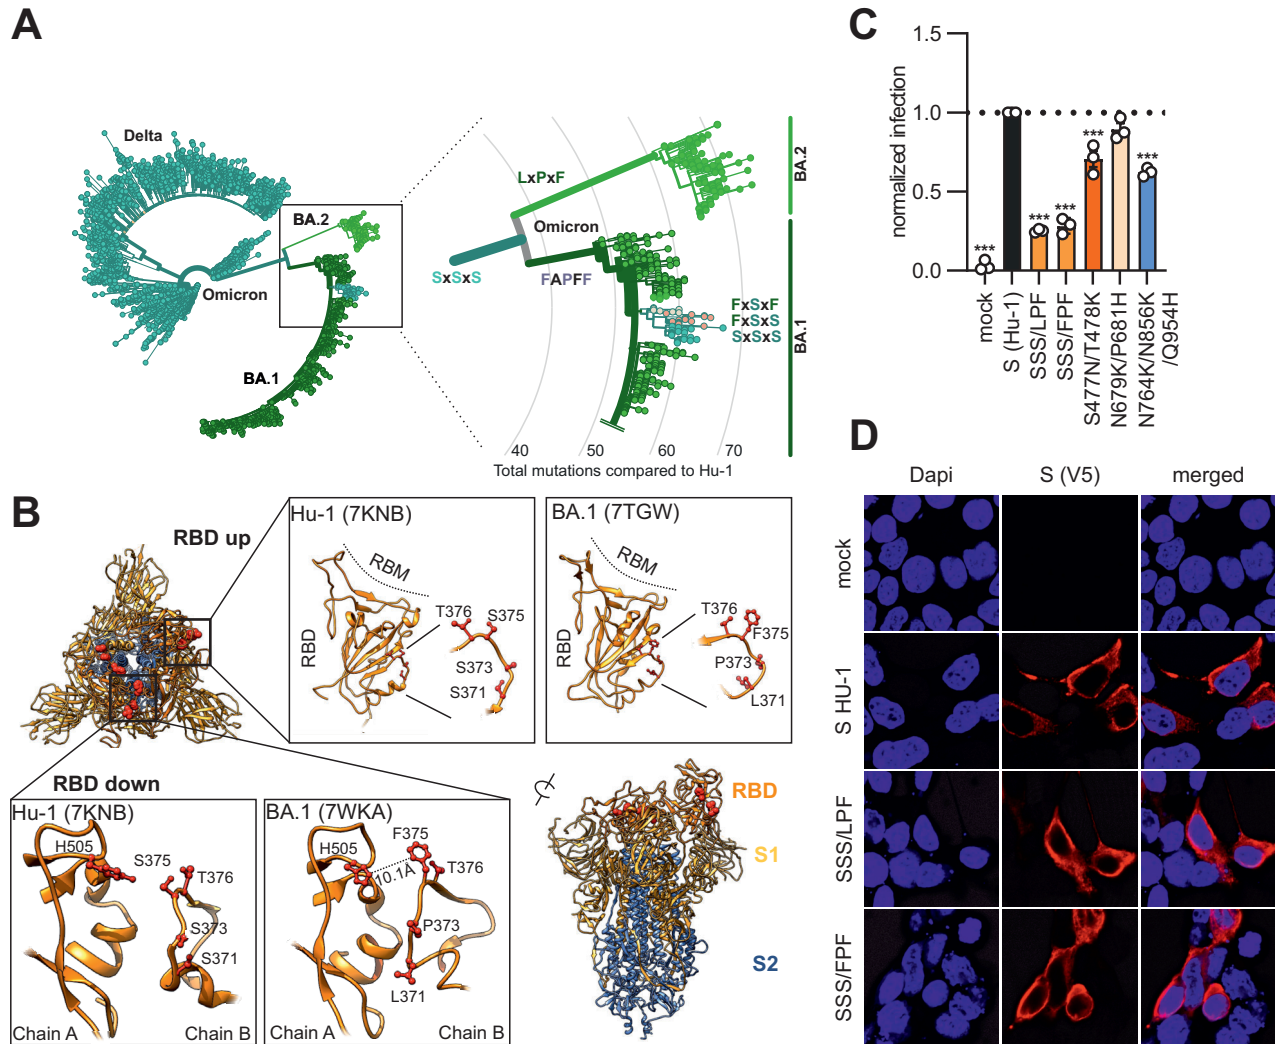 A
Delta
BA.2
Omicron
BA.1
LxPxF
Omicron
SxSxS
FAPFF
FxSxF
FxSxS
SxSxS
BA.2
BA.1
40
50
60
70
Total mutations compared to Hu-1
B
RBD up
Hu-1 (7KNB)
RBM
RBD
T376
S375
S373
S371
BA.1 (7TGW)
RBM
RBD
T376
F375
P373
L371
RBD down
Hu-1 (7KNB)
H505
S375
T376
S373
S371
Chain A
Chain B
BA.1 (7WKA)
F375
H505
10.1Å
T376
P373
L371
Chain A
Chain B
RBD
S1
S2
C
normalized infection
1.5
1.0
0.5
0.0
***
***
***
***
***
mock
S (Hu-1)
SSS/LPF
SSS/FPF
S477N/T478K
N679K/P681H
N764K/N856K
/Q954H
D
Dapi
S (V5)
merged
mock
S HU-1
SSS/LPF
SSS/FPF